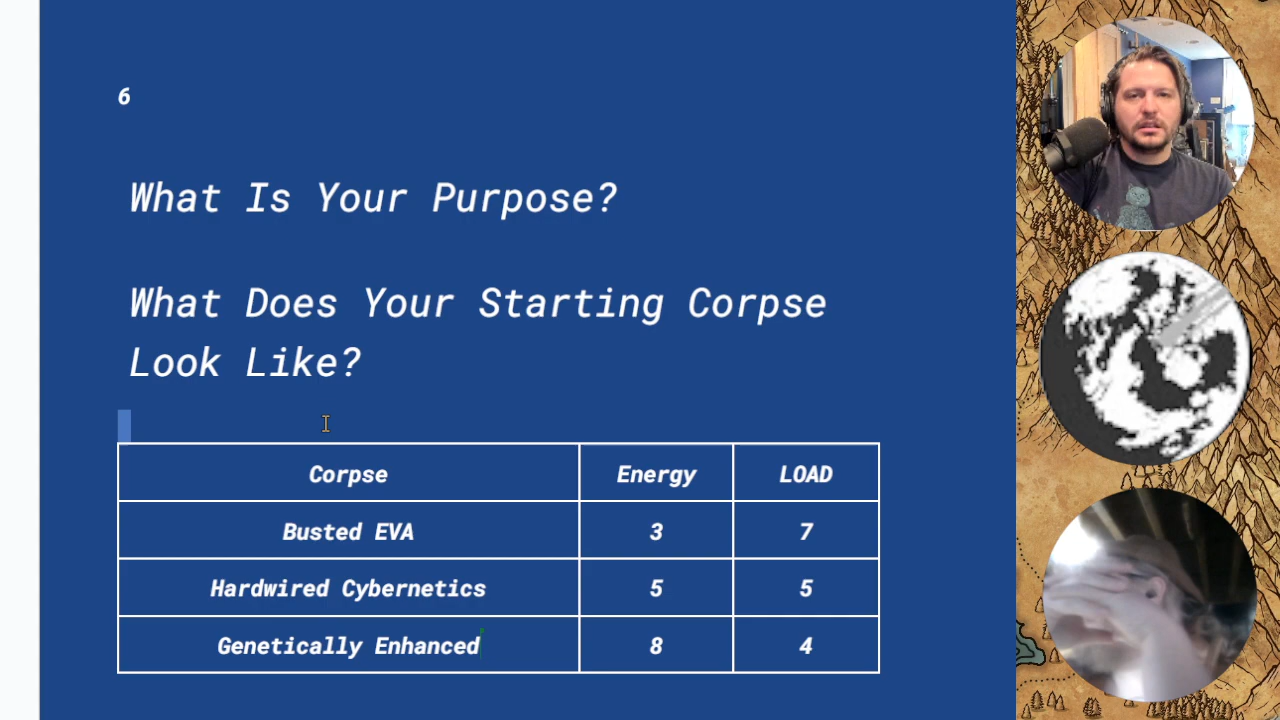 6
What Is Your Purpose?
What Does Your Starting Corpse
Look Like?
Corpse Energy LOAD
Busted EVA 3 7
Hardwired Cybernetics 5 5
Genetically Enhanced 8 4